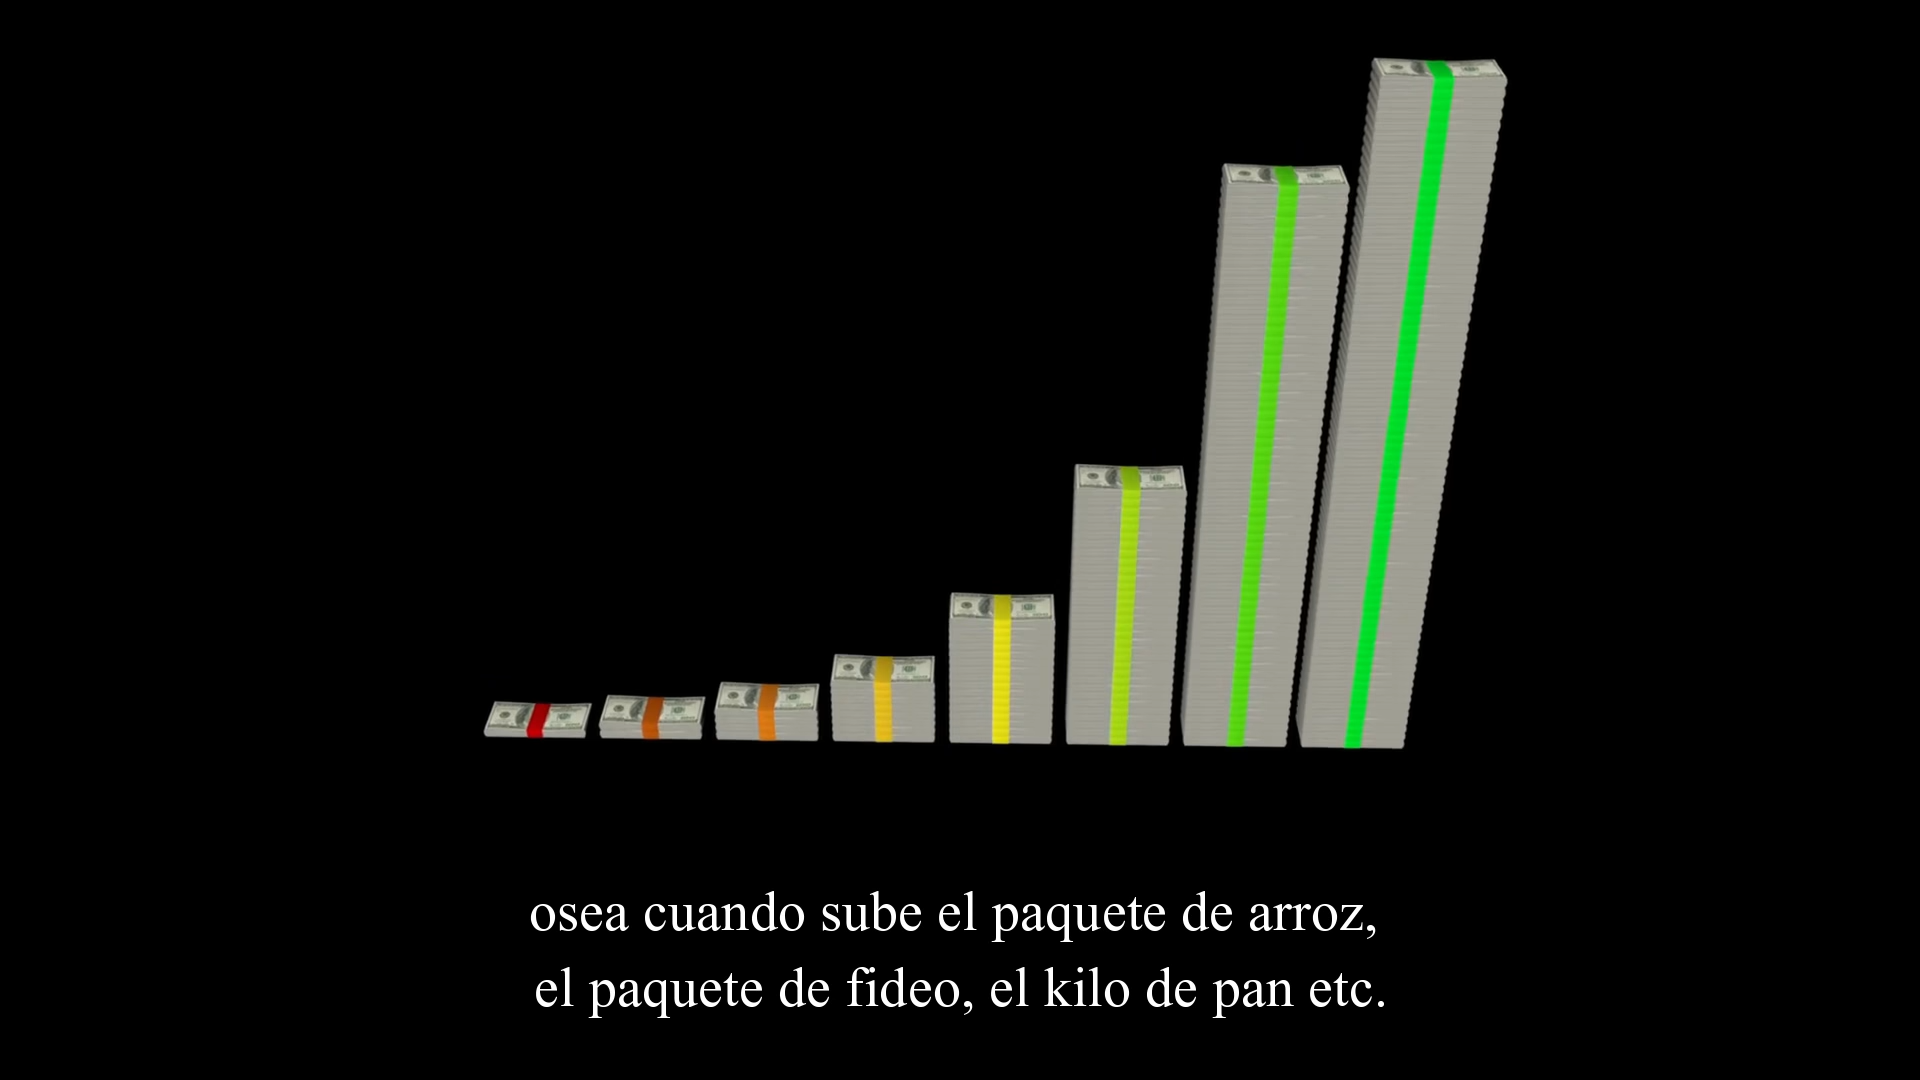 osea cuando sube el paquete de arroz,
el paquete de fideo, el kilo de pan etc.